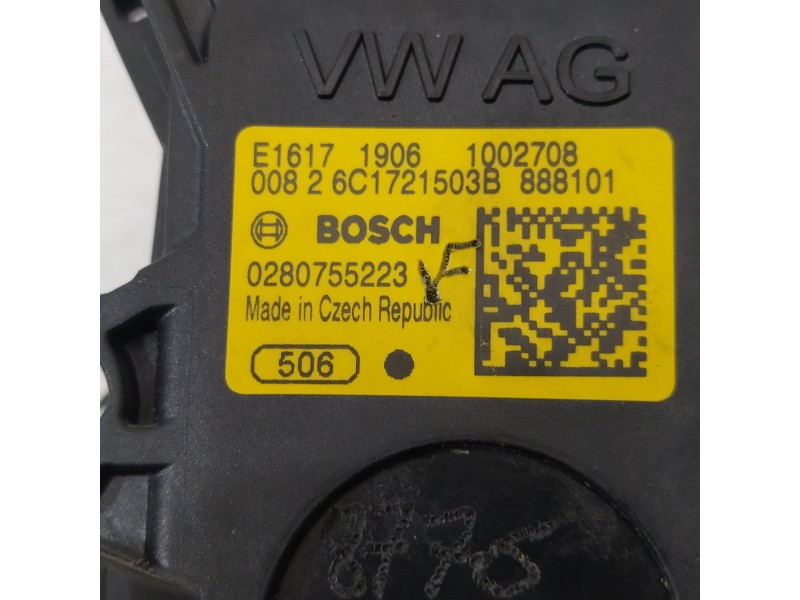 VW AG
E1617 1906 1002708
008 2 6C1721503B 888101
BOSCH
0280755223
Made in Czech Republic
506